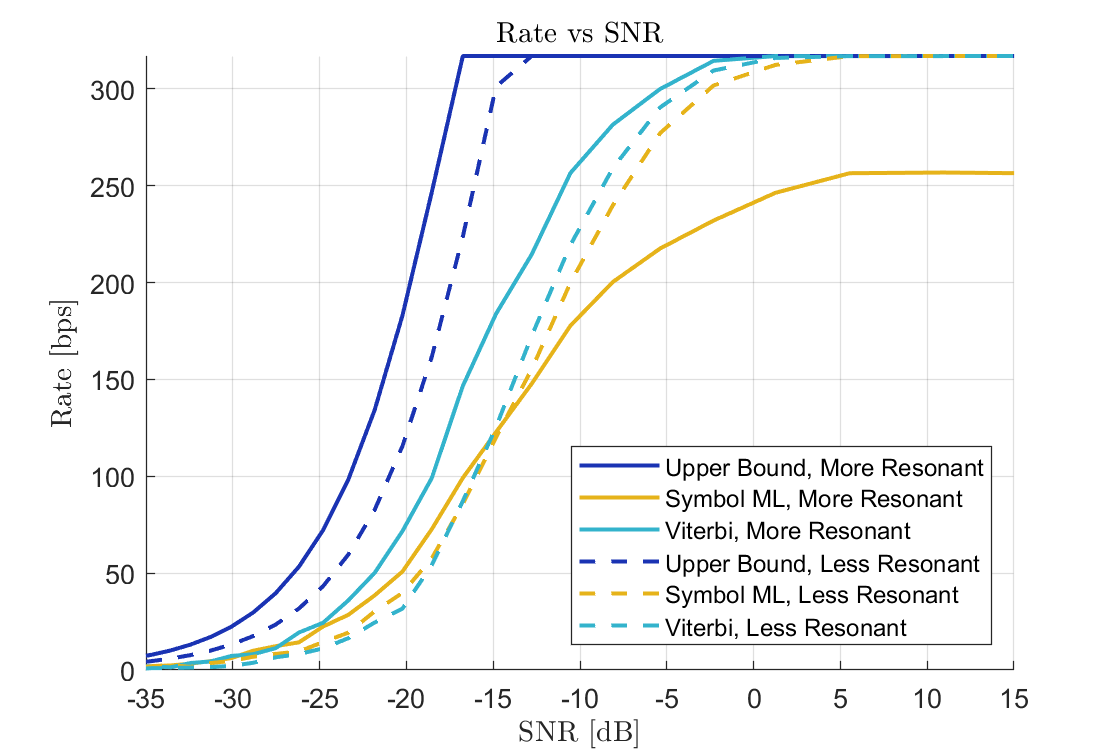 Rate vs SNR
300
250
200
150
100
50
0
Rate [bps]
-35 -30 -25 -20 -15 -10 -5 0 5 10 15
SNR [dB]
Upper Bound, More Resonant
Symbol ML, More Resonant
Viterbi, More Resonant
Upper Bound, Less Resonant
Symbol ML, Less Resonant
Viterbi, Less Resonant